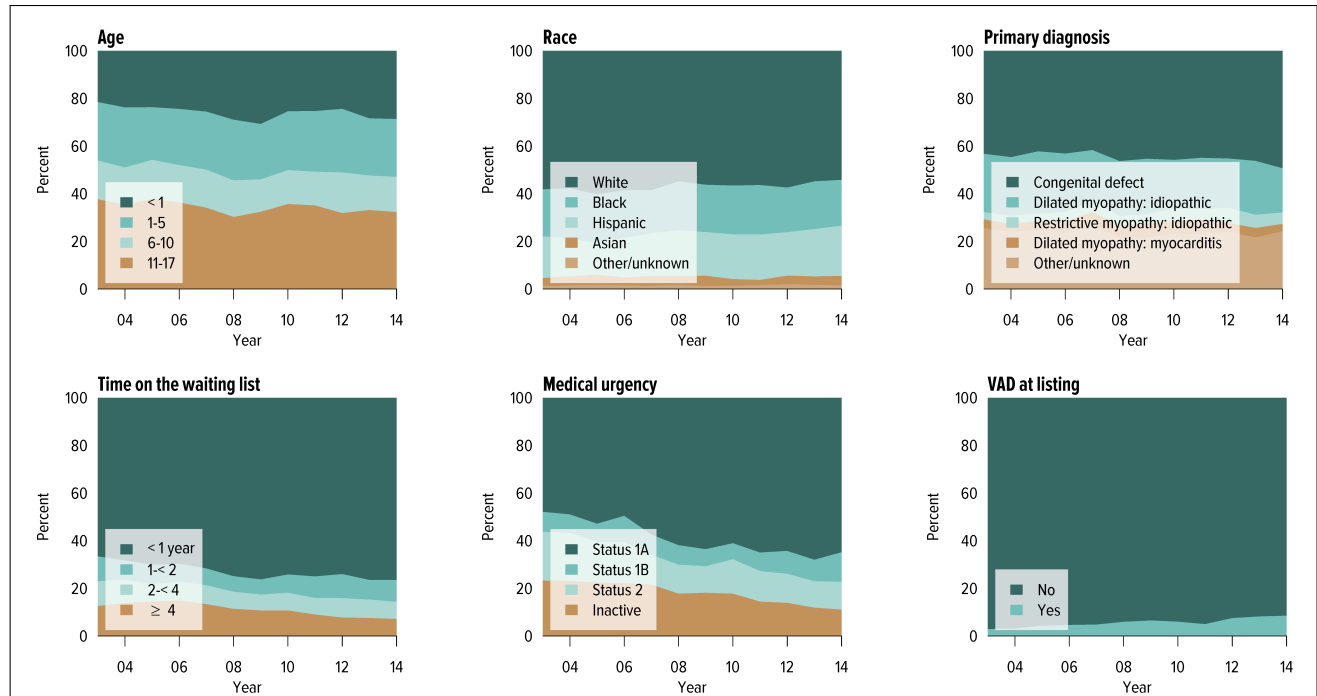 Age
Percent
100
80
60
40
20
0
< 1
1-5
6-10
11-17
04 06 08 10 12 14
Year
Race
Percent
100
80
60
40
20
0
White
Black
Hispanic
Asian
Other/unknown
04 06 08 10 12 14
Year
Primary diagnosis
Percent
100
80
60
40
20
0
Congenital defect
Dilated myopathy: idiopathic
Restrictive myopathy: idiopathic
Dilated myopathy: myocarditis
Other/unknown
04 06 08 10 12 14
Year
Time on the waiting list
Percent
100
80
60
40
20
0
< 1 year
1-< 2
2-< 4
≥ 4
04 06 08 10 12 14
Year
Medical urgency
Percent
100
80
60
40
20
0
Status 1A
Status 1B
Status 2
Inactive
04 06 08 10 12 14
Year
VAD at listing
Percent
100
80
60
40
20
0
No
Yes
04 06 08 10 12 14
Year